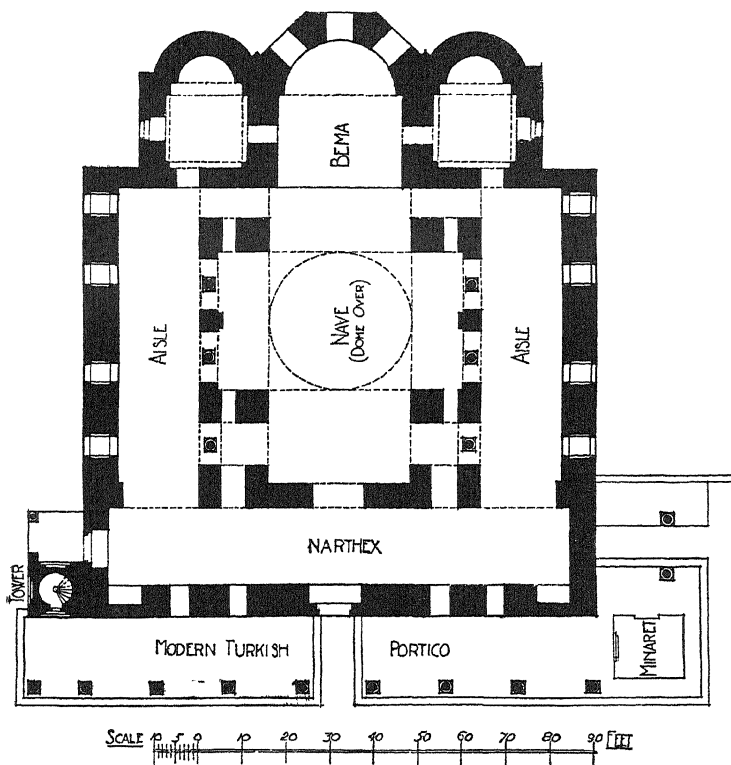 BEMA
NAVE
(DOME OVER)
AISLE
AISLE
NARTHEX
TOWER
MODERN TURKISH PORTICO
MINARET
SCALE 10 5 0 10 20 30 40 50 60 70 80 90 FEET